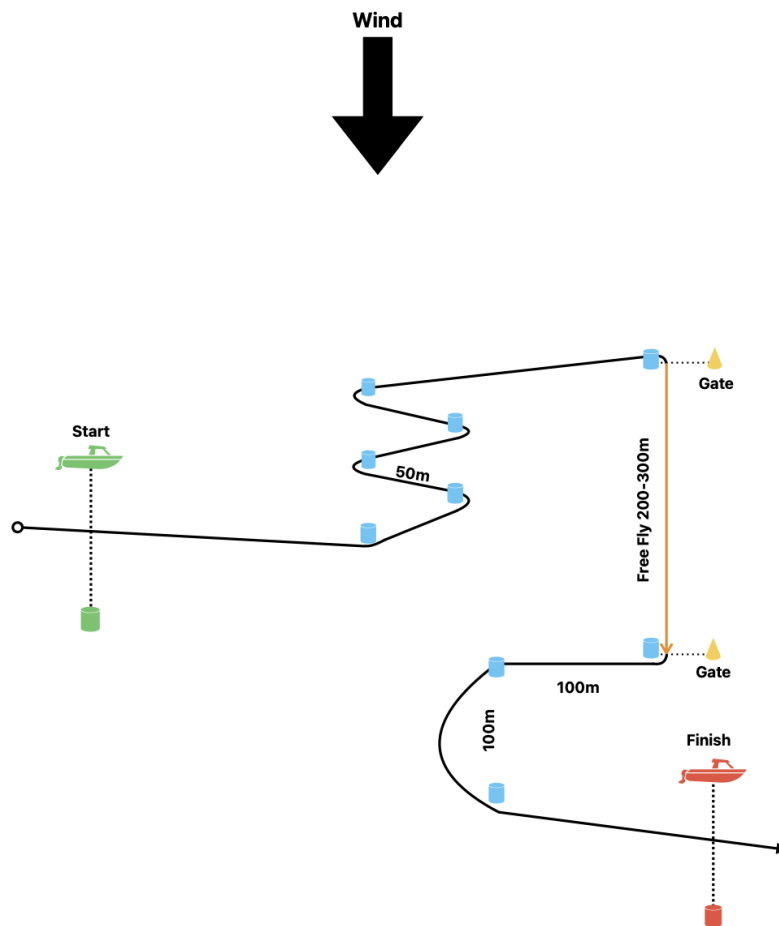 Wind
Gate
Start
50m
Free Fly 200-300m
Gate
100m
100m
Finish